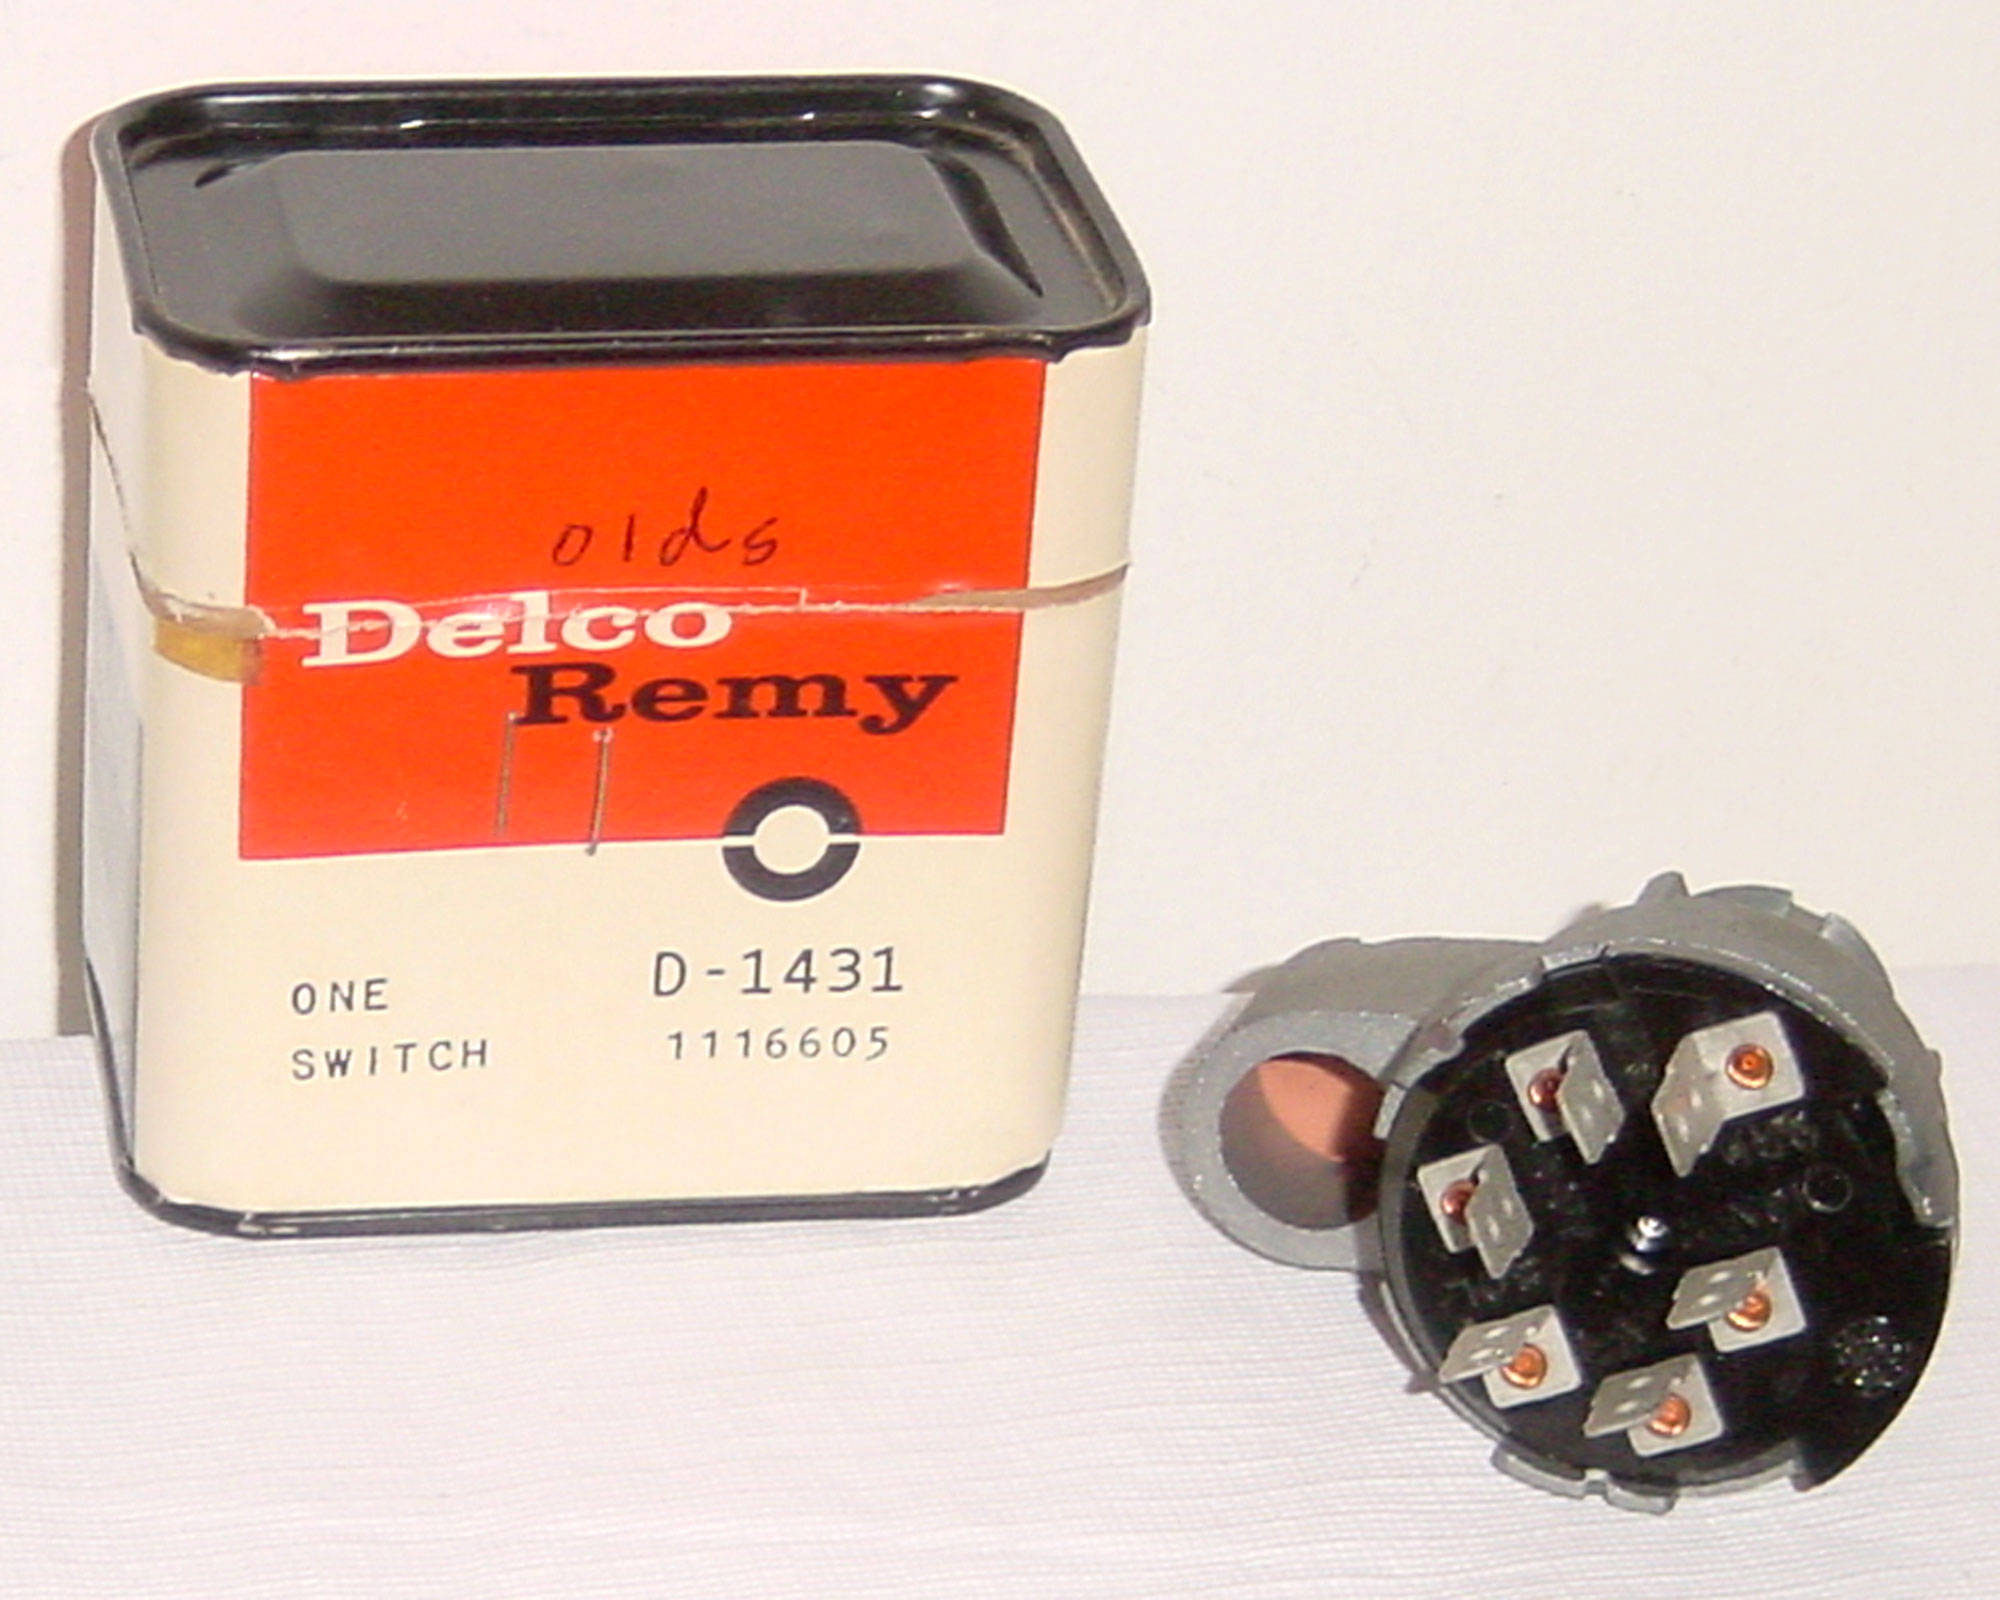 olds
Delco
Remy
D-1431
ONE
1116605
SWITCH